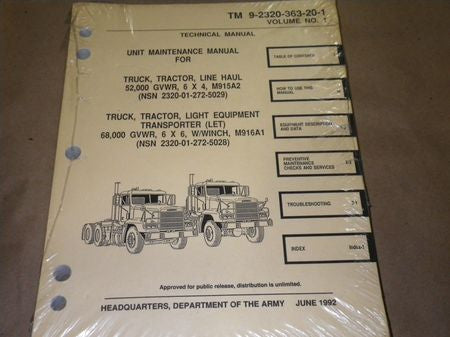 TM 9-2320-363-20-1
VOLUME NO. 1
TECHNICAL MANUAL
UNIT MAINTENANCE MANUAL
FOR
TRUCK, TRACTOR, LINE HAUL
52,000 GVWR, 6 X 4, M915A2
(NSN 2320-01-272-5029)
TRUCK, TRACTOR, LIGHT EQUIPMENT
TRANSPORTER (LET)
68,000 GVWR, 6 X 6, W/WINCH, M916A1
(NSN 2320-01-272-5028)
TABLE OF CONTENTS
HOW TO USE THIS
MANUAL
EQUIPMENT DESCRIPTION
AND DATA
PREVENTIVE
MAINTENANCE
CHECKS AND SERVICES
TROUBLESHOOTING
INDEX Index-1
Approved for public release, distribution is unlimited.
HEADQUARTERS, DEPARTMENT OF THE ARMY JUNE 1992